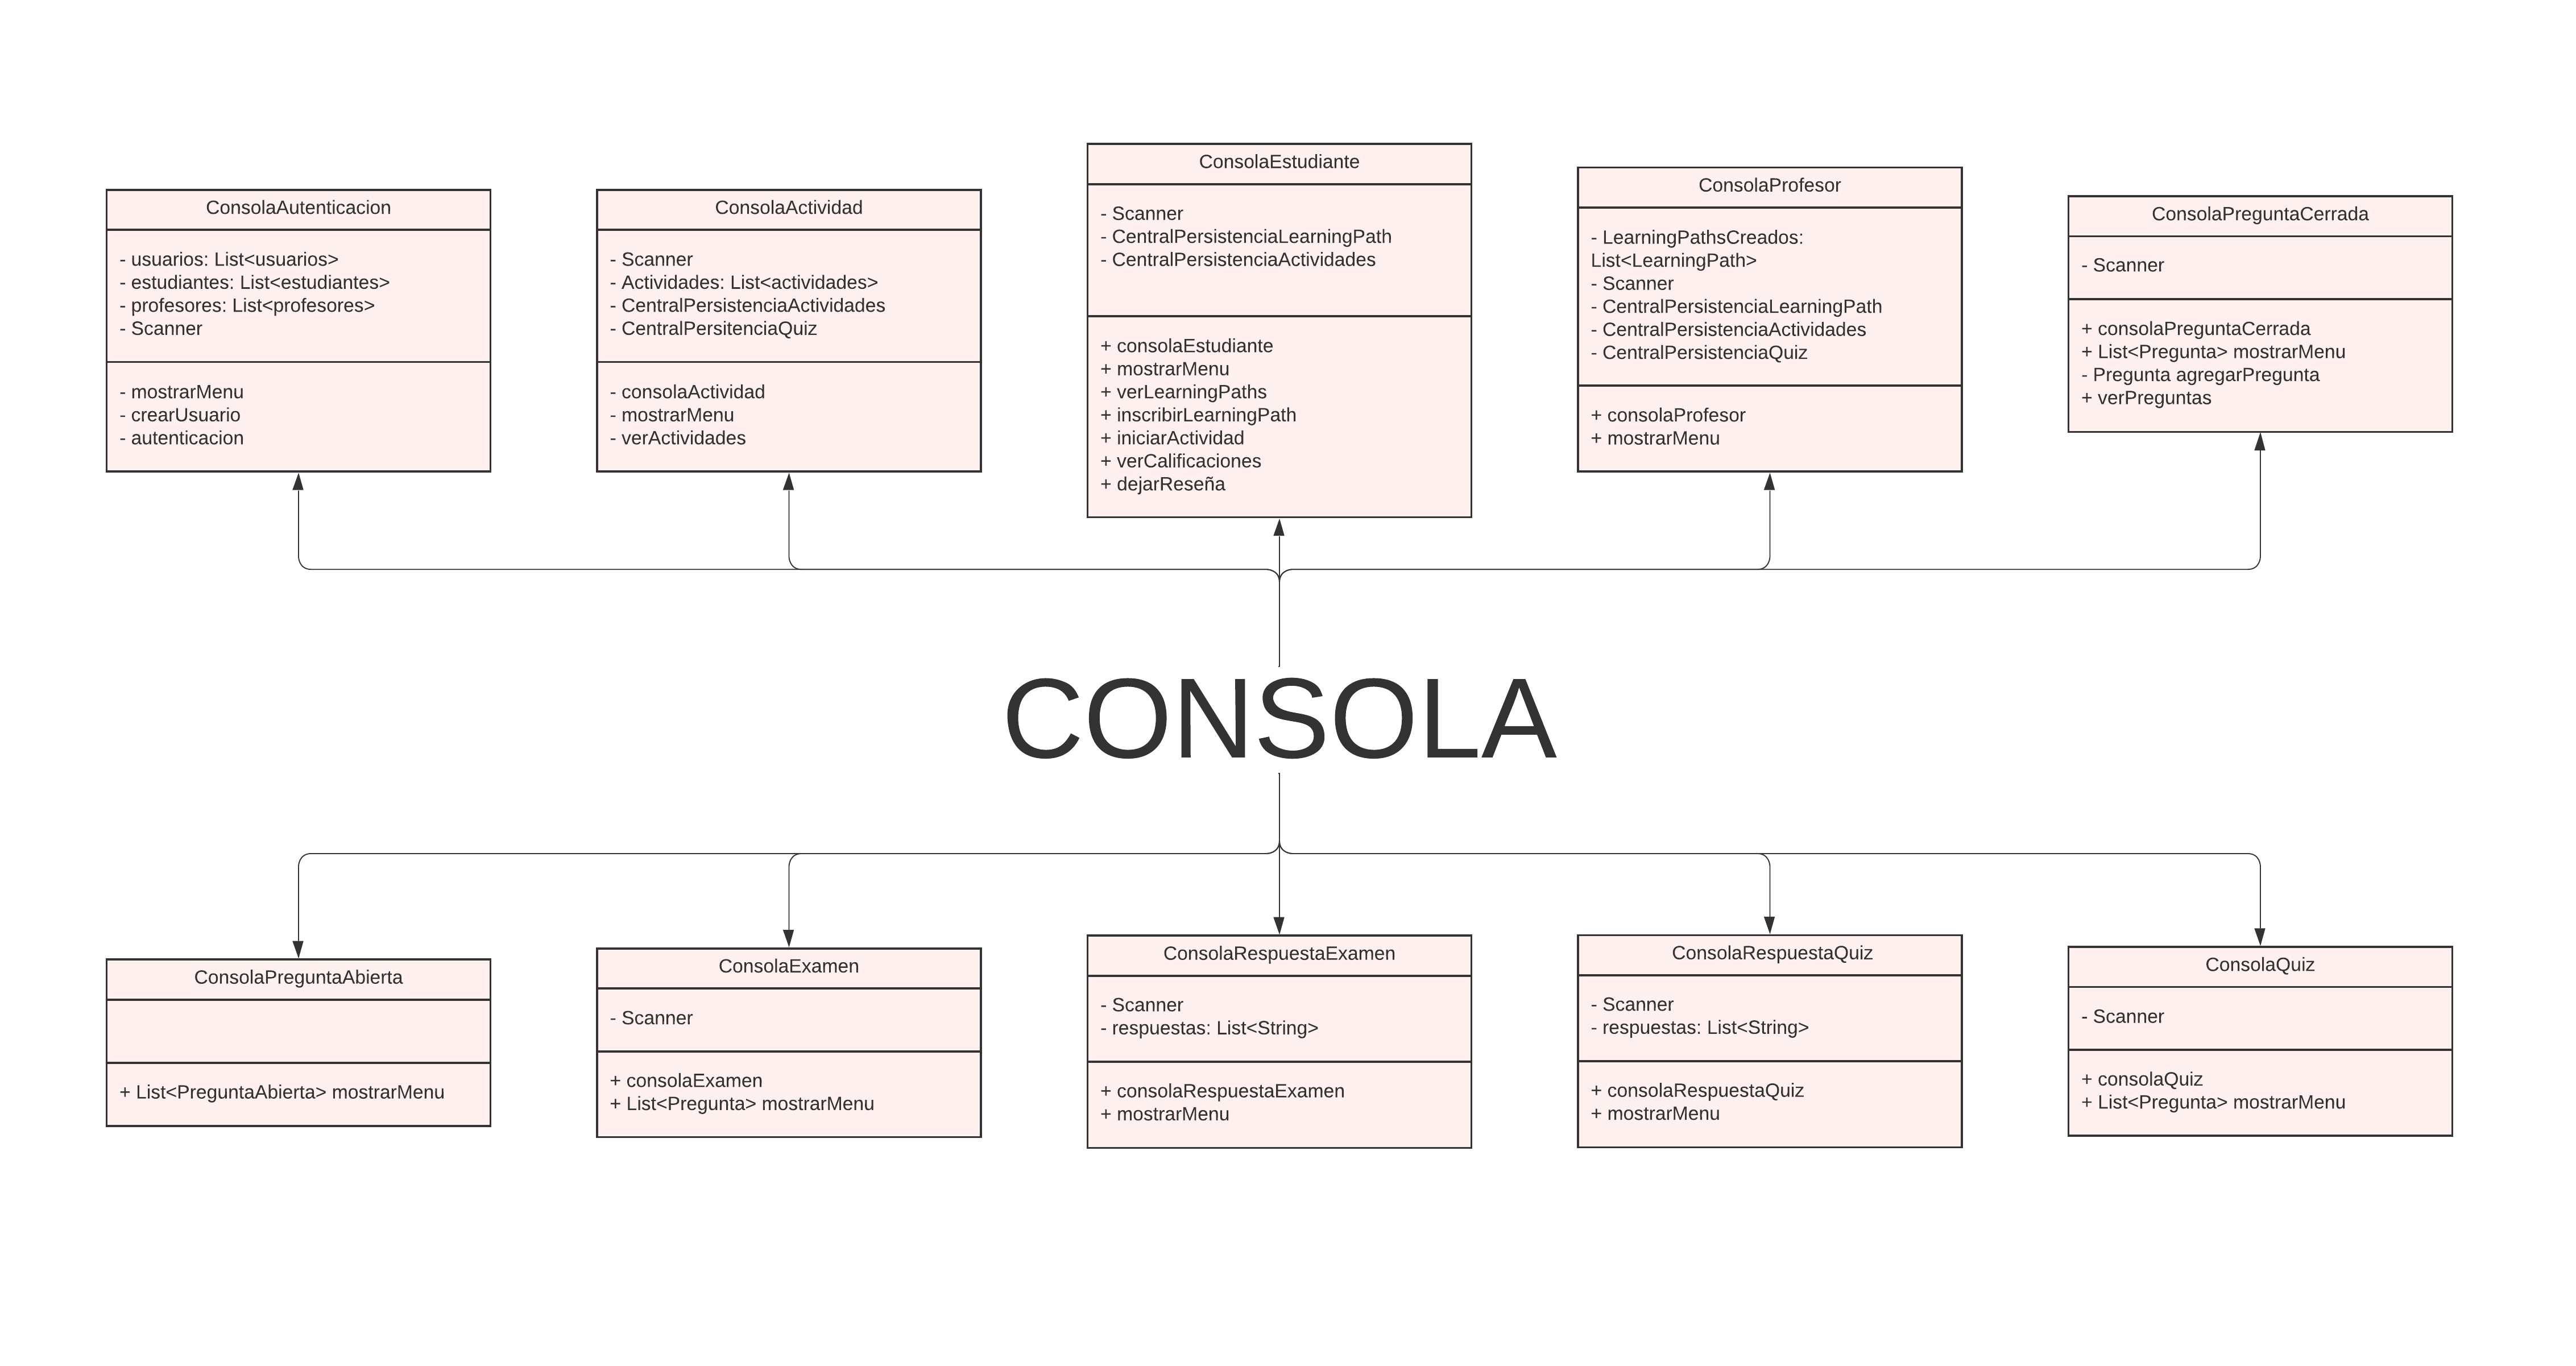 ConsolaAutenticacion
- usuarios: List<usuarios>
- estudiantes: List<estudiantes>
- profesores: List<profesores>
- Scanner
- mostrarMenu
- crearUsuario
- autenticacion
ConsolaActividad
- Scanner
- Actividades: List<actividades>
- CentralPersistenciaActividades
- CentralPersitenciaQuiz
- consolaActividad
- mostrarMenu
- verActividades
ConsolaEstudiante
- Scanner
- CentralPersistenciaLearningPath
- CentralPersistenciaActividades
+ consolaEstudiante
+ mostrarMenu
+ verLearningPaths
+ inscribirLearningPath
+ iniciarActividad
+ verCalificaciones
+ dejarReseña
ConsolaProfesor
- LearningPathsCreados:
List<LearningPath>
- Scanner
- CentralPersistenciaLearningPath
- CentralPersistenciaActividades
- CentralPersistenciaQuiz
+ consolaProfesor
+ mostrarMenu
ConsolaPreguntaCerrada
- Scanner
+ consolaPreguntaCerrada
+ List<Pregunta> mostrarMenu
- Pregunta agregarPregunta
+ verPreguntas
CONSOLA
ConsolaPreguntaAbierta
+ List<PreguntaAbierta> mostrarMenu
ConsolaExamen
- Scanner
+ consolaExamen
+ List<Pregunta> mostrarMenu
ConsolaRespuestaExamen
- Scanner
- respuestas: List<String>
+ consolaRespuestaExamen
+ mostrarMenu
ConsolaRespuestaQuiz
- Scanner
- respuestas: List<String>
+ consolaRespuestaQuiz
+ mostrarMenu
ConsolaQuiz
- Scanner
+ consolaQuiz
+ List<Pregunta> mostrarMenu